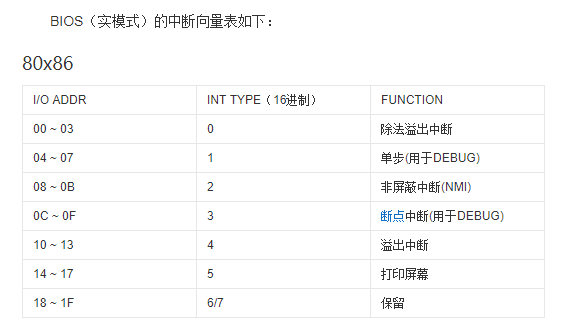 BIOS（实模式）的中断向量表如下：
80x86
I/O ADDR INT TYPE（16进制） FUNCTION
00 ~ 03 0 除法溢出中断
04 ~ 07 1 单步(用于DEBUG)
08 ~ 0B 2 非屏蔽中断(NMI)
0C ~ 0F 3 断点中断(用于DEBUG)
10 ~ 13 4 溢出中断
14 ~ 17 5 打印屏幕
18 ~ 1F 6/7 保留